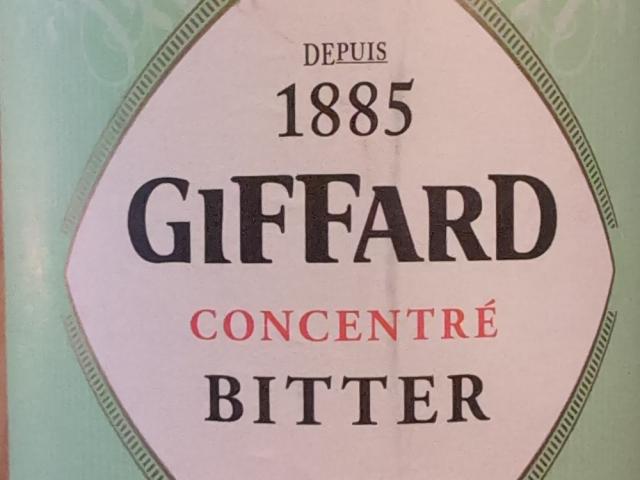 DEPUIS
1885
GIFFARD
CONCENTRÉ
BITTER